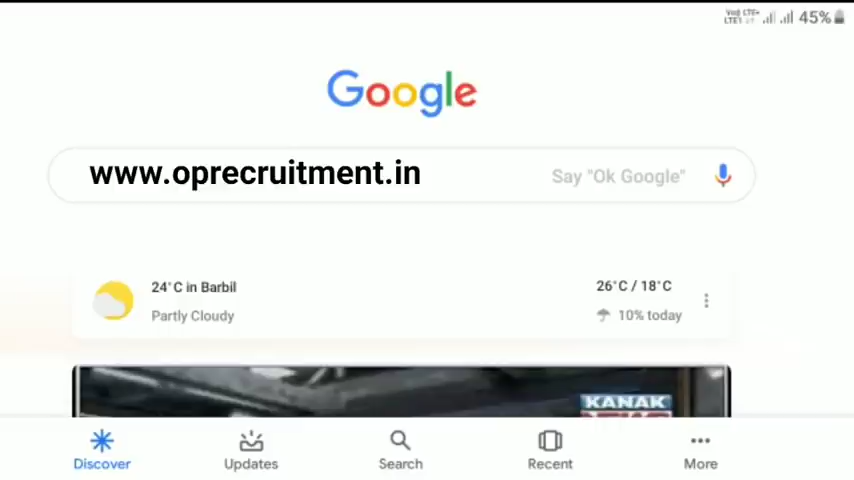 45%
Google
www.oprecruitment.in
Say "Ok Google"
24°C in Barbil
26°C / 18°C
Partly Cloudy
10% today
KANAK
Discover
Updates
Search
Recent
More